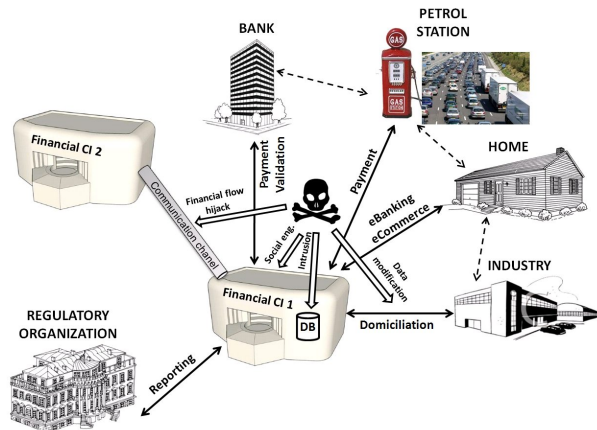 BANK
PETROL
STATION
GAS
GAS
Financial CI 2
Communication chanel
Financial flow
hijack
Payment
Validation
Payment
HOME
eBanking
eCommerce
Social eng.
Intrusion
Data
modification
INDUSTRY
Financial CI 1
DB
Domiciliation
REGULATORY
ORGANIZATION
Reporting